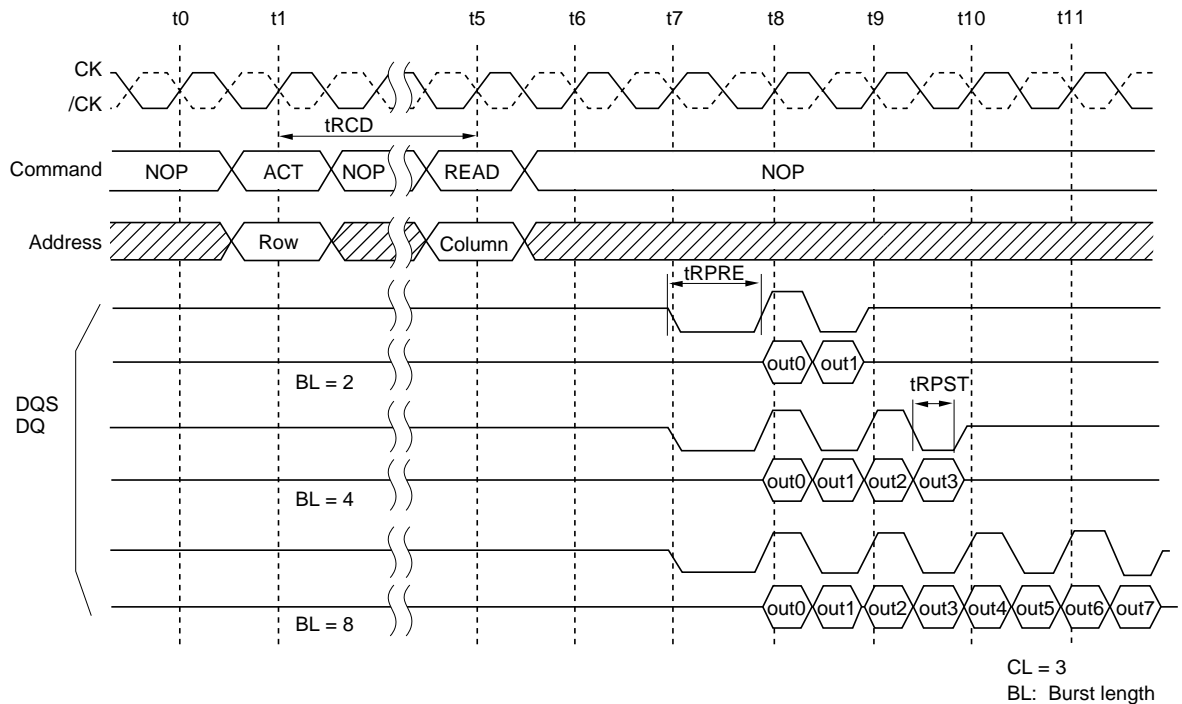 t0 t1 t5 t6 t7 t8 t9 t10 t11
CK
/CK
tRCD
Command NOP ACT NOP READ NOP
Address Row Column
tRPRE
out0 out1
BL = 2
tRPST
DQS
DQ
out0 out1 out2 out3
BL = 4
out0 out1 out2 out3 out4 out5 out6 out7
BL = 8
CL = 3
BL: Burst length